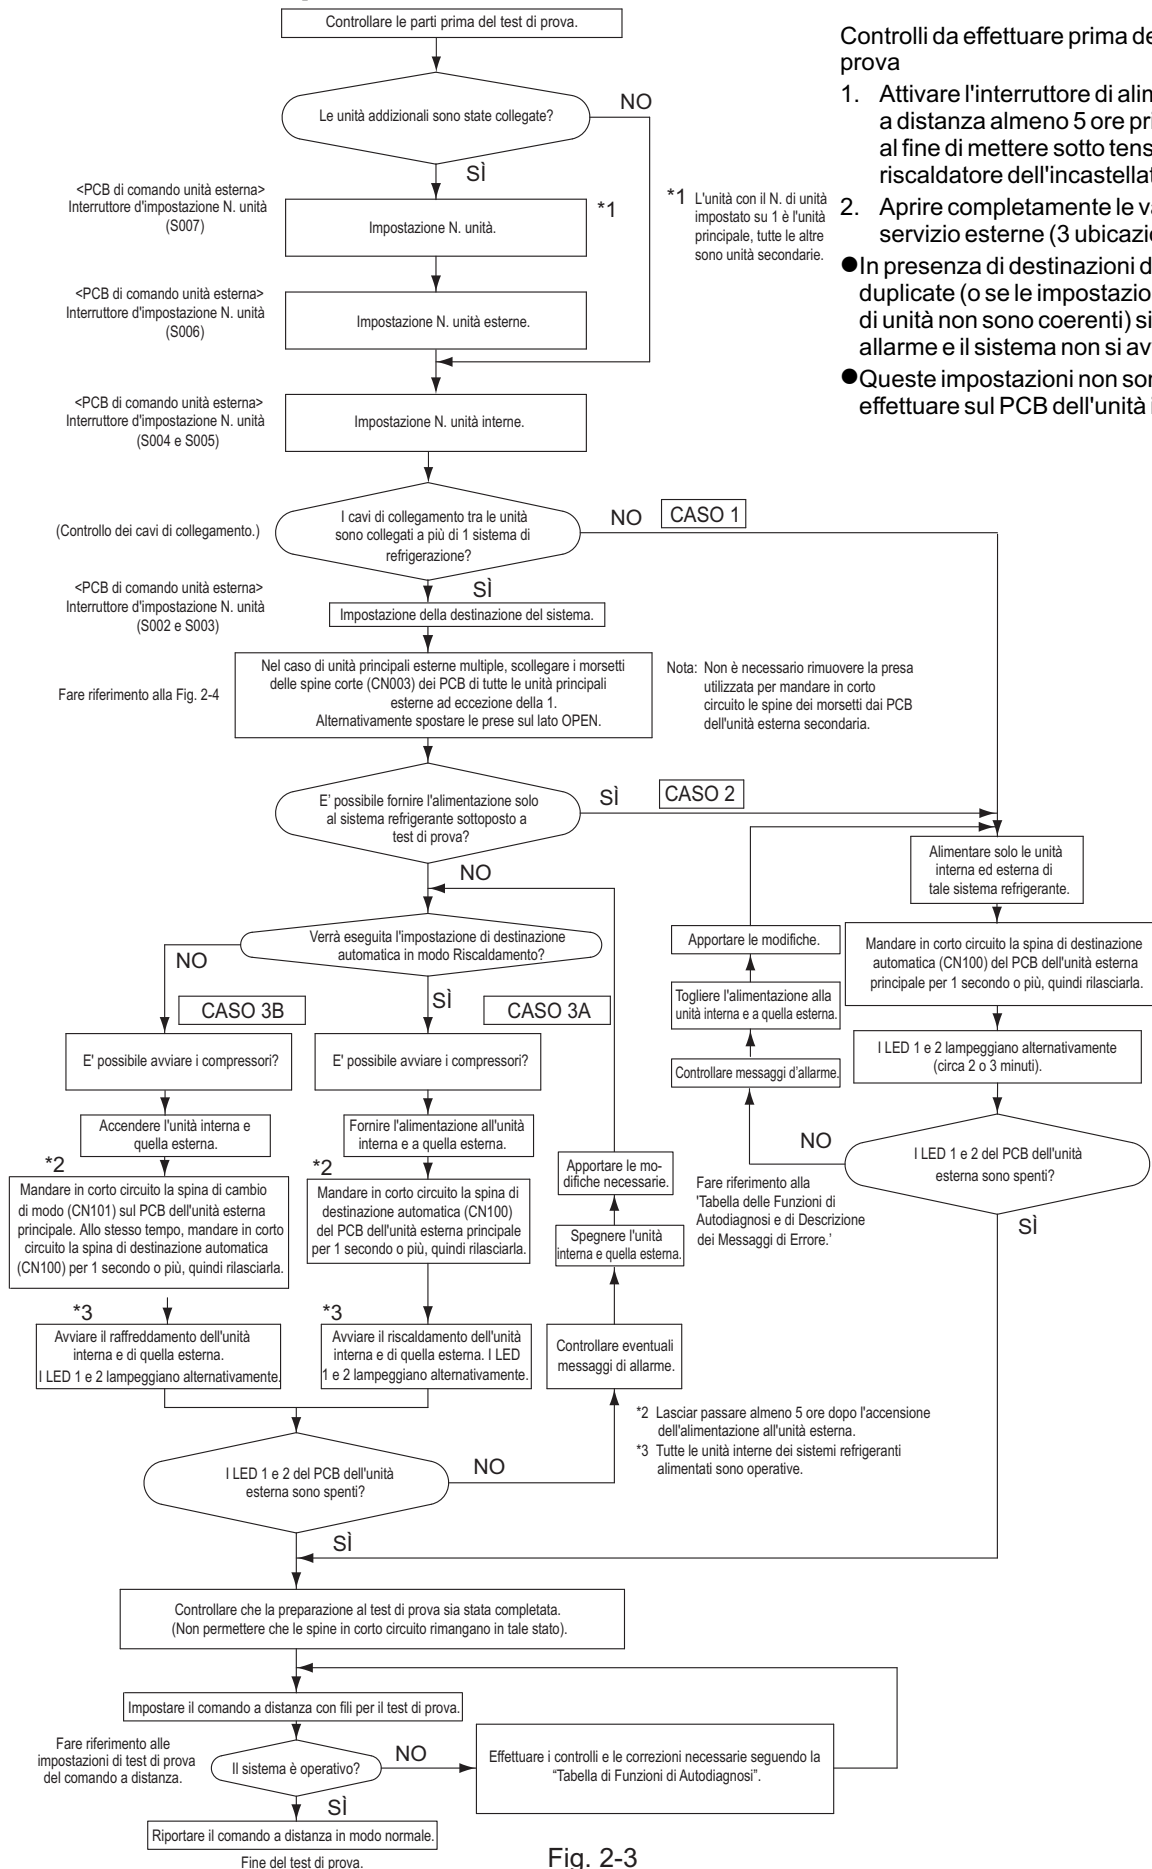 Controllare le parti prima del test di prova.
Le unità addizionali sono state collegate?
NO
SÌ
<PCB di comando unità esterna>
Interruttore d'impostazione N. unità
(S007)
Impostazione N. unità.
*1
*1 L'unità con il N. di unità
impostato su 1 è l'unità
principale, tutte le altre
sono unità secondarie.
<PCB di comando unità esterna>
Interruttore d'impostazione N. unità
(S006)
Impostazione N. unità esterne.
<PCB di comando unità esterna>
Interruttore d'impostazione N. unità
(S004 e S005)
Impostazione N. unità interne.
Controlli da effettuare prima de
prova
1. Attivare l'interruttore di alim
a distanza almeno 5 ore pri
al fine di mettere sotto tens
riscaldatore dell'incastellat
2. Aprire completamente le va
servizio esterne (3 ubicazio
●In presenza di destinazioni d
duplicate (o se le impostazio
di unità non sono coerenti) si
allarme e il sistema non si av
●Queste impostazioni non son
effettuare sul PCB dell'unità i
(Controllo dei cavi di collegamento.)
I cavi di collegamento tra le unità
sono collegati a più di 1 sistema di
refrigerazione?
NO
CASO 1
SÌ
<PCB di comando unità esterna>
Interruttore d'impostazione N. unità
(S002 e S003)
Impostazione della destinazione del sistema.
Fare riferimento alla Fig. 2-4
Nel caso di unità principali esterne multiple, scollegare i morsetti
delle spine corte (CN003) dei PCB di tutte le unità principali
esterne ad eccezione della 1.
Alternativamente spostare le prese sul lato OPEN.
Nota: Non è necessario rimuovere la presa
utilizzata per mandare in corto
circuito le spine dei morsetti dai PCB
dell'unità esterna secondaria.
E' possibile fornire l'alimentazione solo
al sistema refrigerante sottoposto a
test di prova?
SÌ
CASO 2
NO
Verrà eseguita l'impostazione di destinazione
automatica in modo Riscaldamento?
NO
CASO 3B
SÌ
CASO 3A
E' possibile avviare i compressori?
Accendere l'unità interna e
quella esterna.
*2
Mandare in corto circuito la spina di cambio
di modo (CN101) sul PCB dell'unità esterna
principale. Allo stesso tempo, mandare in corto
circuito la spina di destinazione automatica
(CN100) per 1 secondo o più, quindi rilasciarla.
*3
Avviare il raffreddamento dell'unità
interna e di quella esterna.
I LED 1 e 2 lampeggiano alternativamente.
E' possibile avviare i compressori?
Fornire l'alimentazione all'unità
interna e a quella esterna.
*2
Mandare in corto circuito la spina di
destinazione automatica (CN100)
del PCB dell'unità esterna principale
per 1 secondo o più, quindi rilasciarla.
*3
Avviare il riscaldamento dell'unità
interna e di quella esterna. I LED
1 e 2 lampeggiano alternativamente.
Apportare le mo-
difiche necessarie.
Spegnere l'unità
interna e quella esterna.
Controllare eventuali
messaggi di allarme.
Alimentare solo le unità
interna ed esterna di
tale sistema refrigerante.
Mandare in corto circuito la spina di destinazione
automatica (CN100) del PCB dell'unità esterna
principale per 1 secondo o più, quindi rilasciarla.
I LED 1 e 2 lampeggiano alternativamente
(circa 2 o 3 minuti).
I LED 1 e 2 del PCB dell'unità
esterna sono spenti?
NO
SÌ
Apportare le modifiche.
Togliere l'alimentazione alla
unità interna e a quella esterna.
Controllare messaggi d'allarme.
Fare riferimento alla
'Tabella delle Funzioni di
Autodiagnosi e di Descrizione
dei Messaggi di Errore.'
*2 Lasciar passare almeno 5 ore dopo l'accensione
dell'alimentazione all'unità esterna.
*3 Tutte le unità interne dei sistemi refrigeranti
alimentati sono operative.
I LED 1 e 2 del PCB dell'unità
esterna sono spenti?
NO
SÌ
Controllare che la preparazione al test di prova sia stata completata.
(Non permettere che le spine in corto circuito rimangano in tale stato).
Impostare il comando a distanza con fili per il test di prova.
Fare riferimento alle
impostazioni di test di prova
del comando a distanza.
Il sistema è operativo?
NO
Effettuare i controlli e le correzioni necessarie seguendo la
“Tabella di Funzioni di Autodiagnosi”.
SÌ
Riportare il comando a distanza in modo normale.
Fine del test di prova.
Fig. 2-3